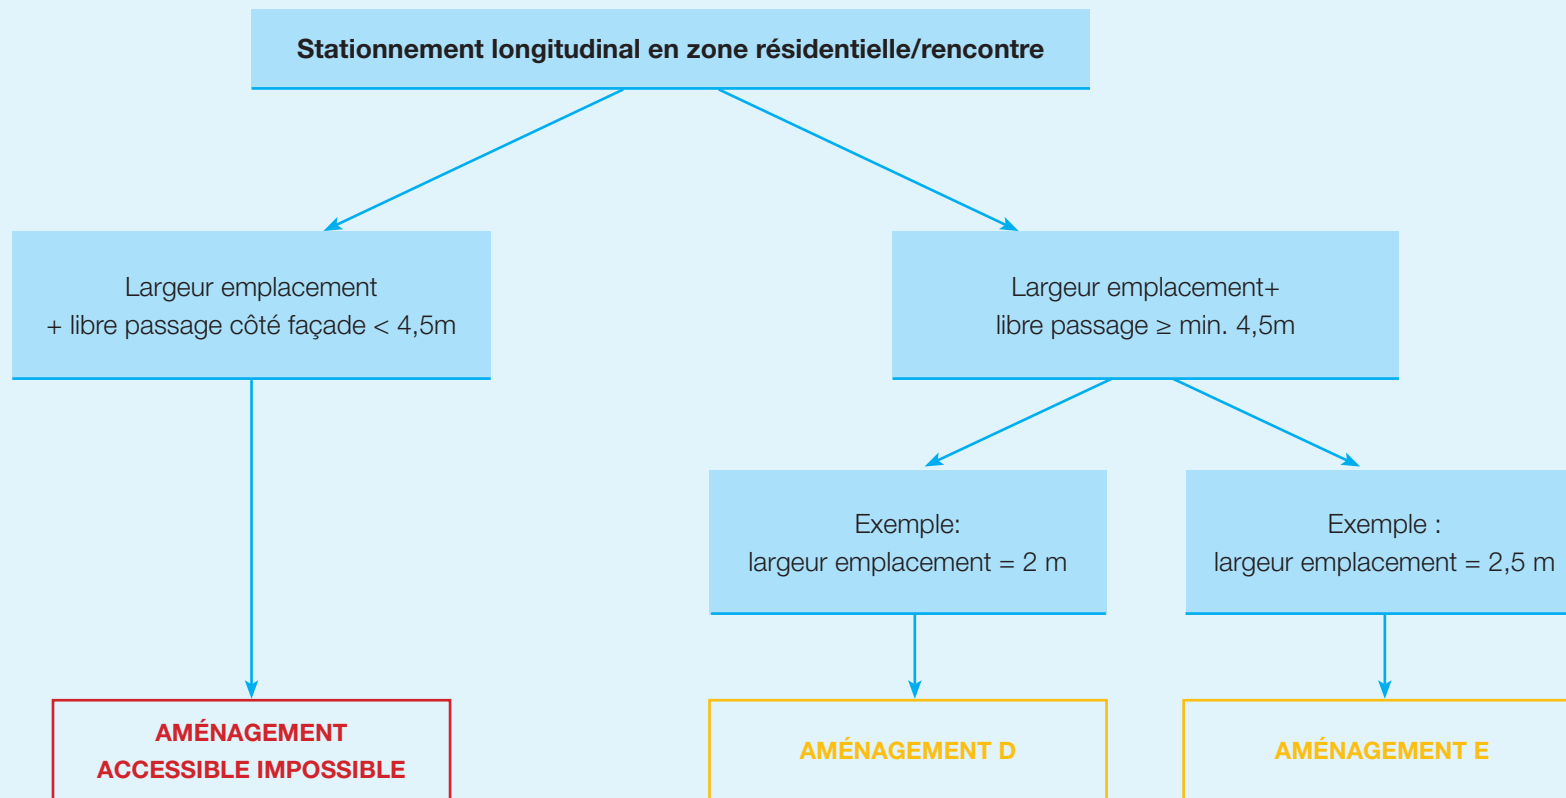 Stationnement longitudinal en zone résidentielle/rencontre
Largeur emplacement
+ libre passage côté façade < 4,5m
Largeur emplacement+
libre passage ≥ min. 4,5m
Exemple:
largeur emplacement = 2 m
Exemple :
largeur emplacement = 2,5 m
AMÉNAGEMENT
ACCESSIBLE IMPOSSIBLE
AMÉNAGEMENT D
AMÉNAGEMENT E